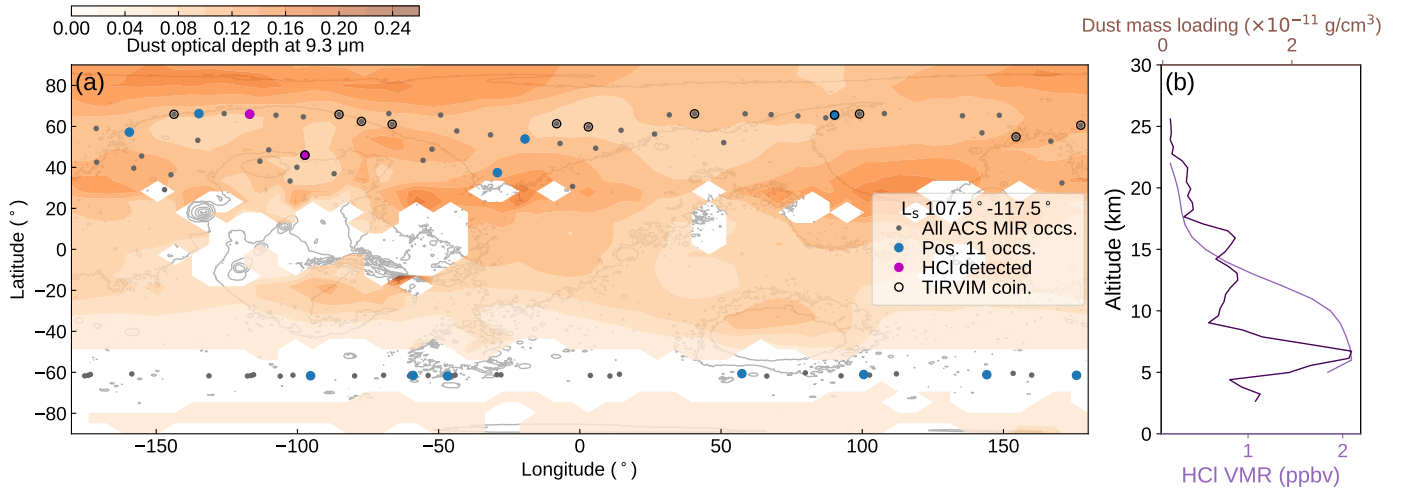 0.00 0.04 0.08 0.12 0.16 0.20 0.24
Dust optical depth at 9.3 µm
(a)
80
60
40
20
0
−20
−40
−60
−80
Latitude (°)
−150 −100 −50 0 50 100 150
Longitude (°)
Ls 107.5° -117.5°
All ACS MIR occs.
Pos. 11 occs.
HCl detected
TIRVIM coin.
Dust mass loading (×10−11 g/cm3)
0 2
(b)
30
25
20
15
10
5
0
Altitude (km)
1 2
HCl VMR (ppbv)